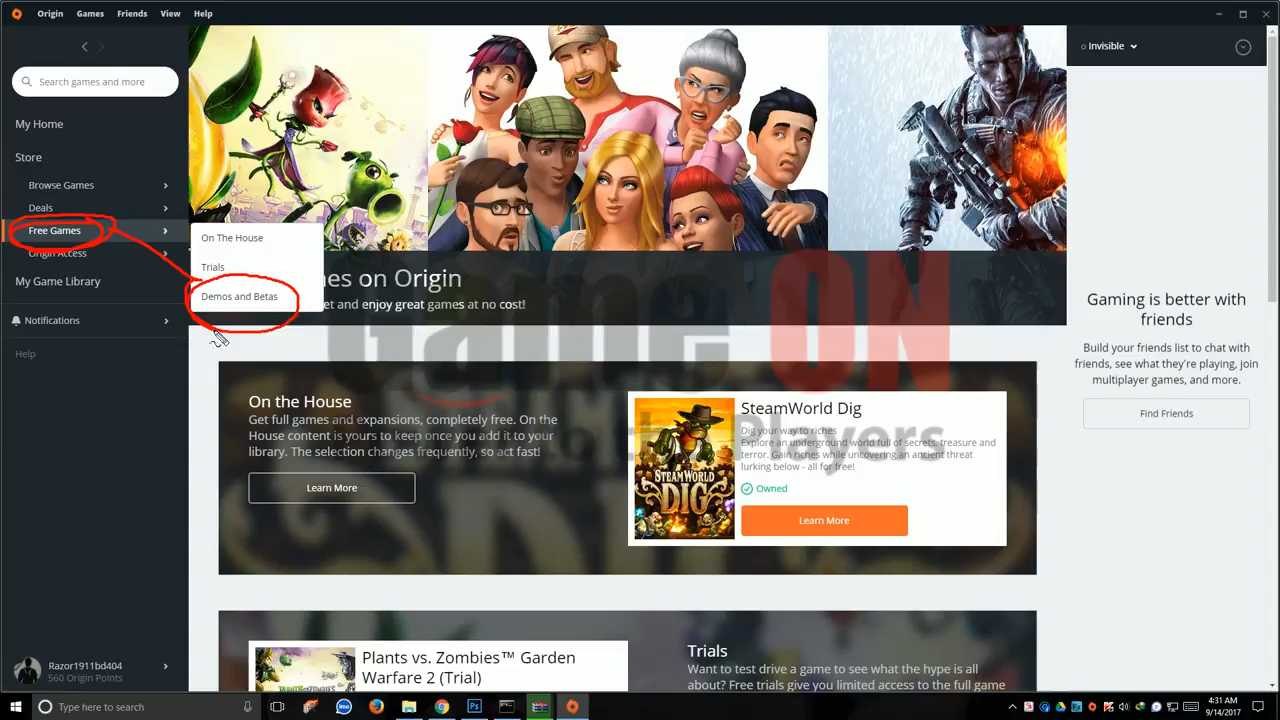 Origin Games Friends View Help
Search games and more
My Home
Store
Browse Games
Deals
Free Games
Origin Access
My Game Library
Notifications
Help
Razor1911bd404
560 Origin Points
On The House
Trials
Demos and Betas
mes on Origin
et and enjoy great games at no cost!
Game ON
Players
On the House
Get full games and expansions, completely free. On the
House content is yours to keep once you add it to your
library. The selection changes frequently, so act fast!
Learn More
SteamWorld Dig
Dig your way to riches
Explore an underground world full of secrets, treasure and
terror. Gain riches while uncovering an ancient threat
lurking below - all for free!
STEAMWORLD
DIG
Owned
Learn More
Plants vs. Zombies™ Garden
Warfare 2 (Trial)
Trials
Want to test drive a game to see what the hype is all
about? Free trials give you limited access to the full game
Invisible
Gaming is better with
friends
Build your friends list to chat with
friends, see what they're playing, join
multiplayer games, and more.
Find Friends
Type here to search
4:31 AM
9/14/2017